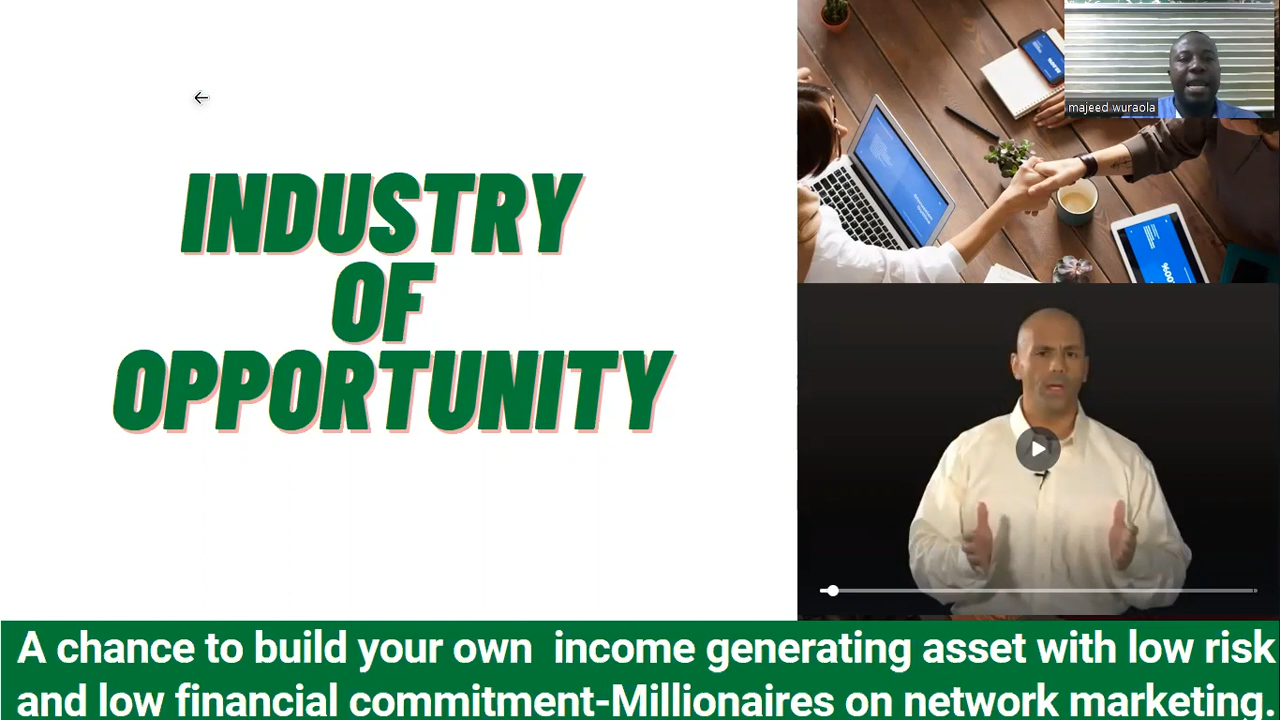 INDUSTRY
OF
OPPORTUNITY
majeed wuraola
A chance to build your own  income generating asset with low risk
and low financial commitment-Millionaires on network marketing.